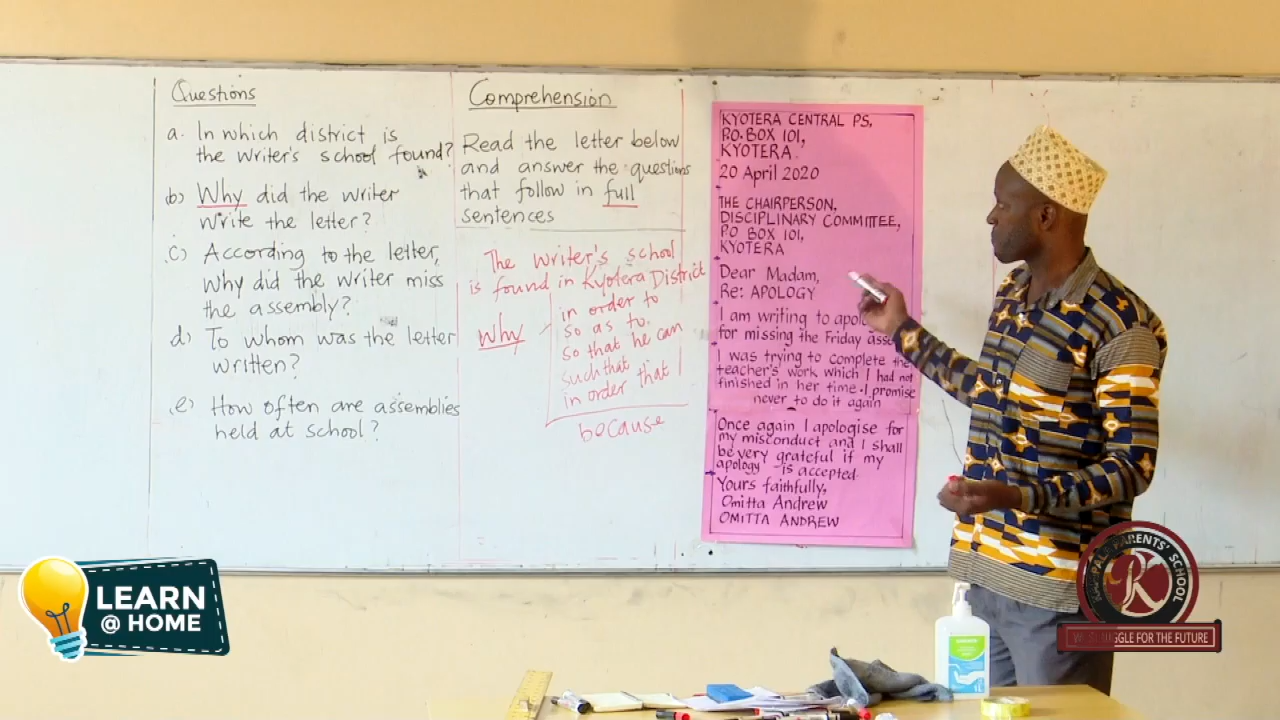 Questions
a. In which district is
the writer's school found?
b) Why did the writer
write the letter?
c) According to the letter,
why did the writer miss
the assembly?
d) To whom was the letter
written?
e) How often are assemblies
held at school?
Comprehension
Read the letter below
and answer the questions
that follow in full
sentences
The writer's school
is found in Kyotera District
Why
in order to
so as to.
so that he can
such that
in order that I
because
KYOTERA CENTRAL PS,
P.O. BOX 101,
KYOTERA.
20 April 2020
THE CHAIRPERSON,
DISCIPLINARY COMMITTEE,
P.O BOX 101,
KYOTERA
Dear Madam,
Re: APOLOGY
I am writing to
for missing the Friday
I was trying to complete the
teacher's work which I had not
finished in her time. I promise
never to do it again
Once again I apologise for
my misconduct and I shall
be very grateful if my
apology is accepted.
Yours faithfully,
Omitta Andrew
OMITTA ANDREW
LEARN
@ HOME
PARENTS' SCHOOL
K
FOR THE FUTURE